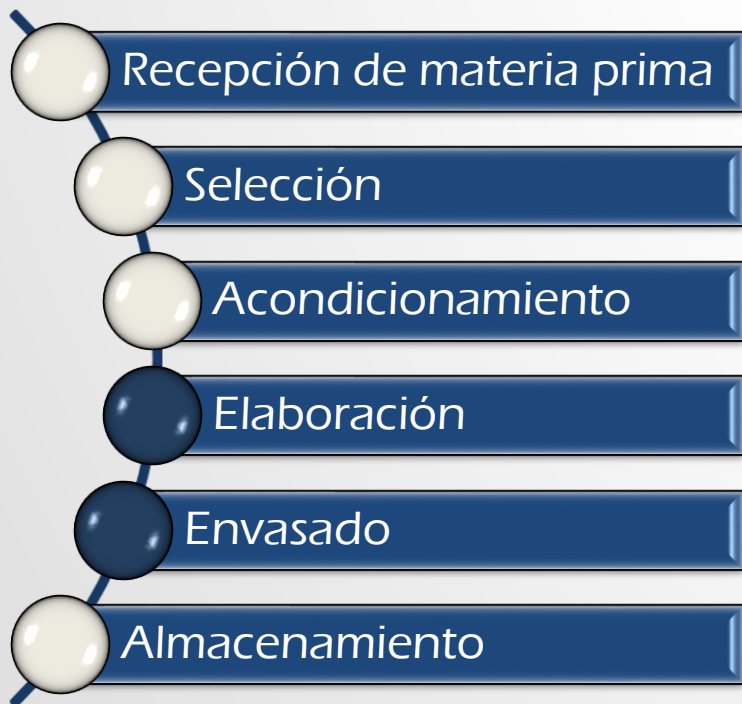 Recepción de materia prima
Selección
Acondicionamiento
Elaboración
Envasado
Almacenamiento